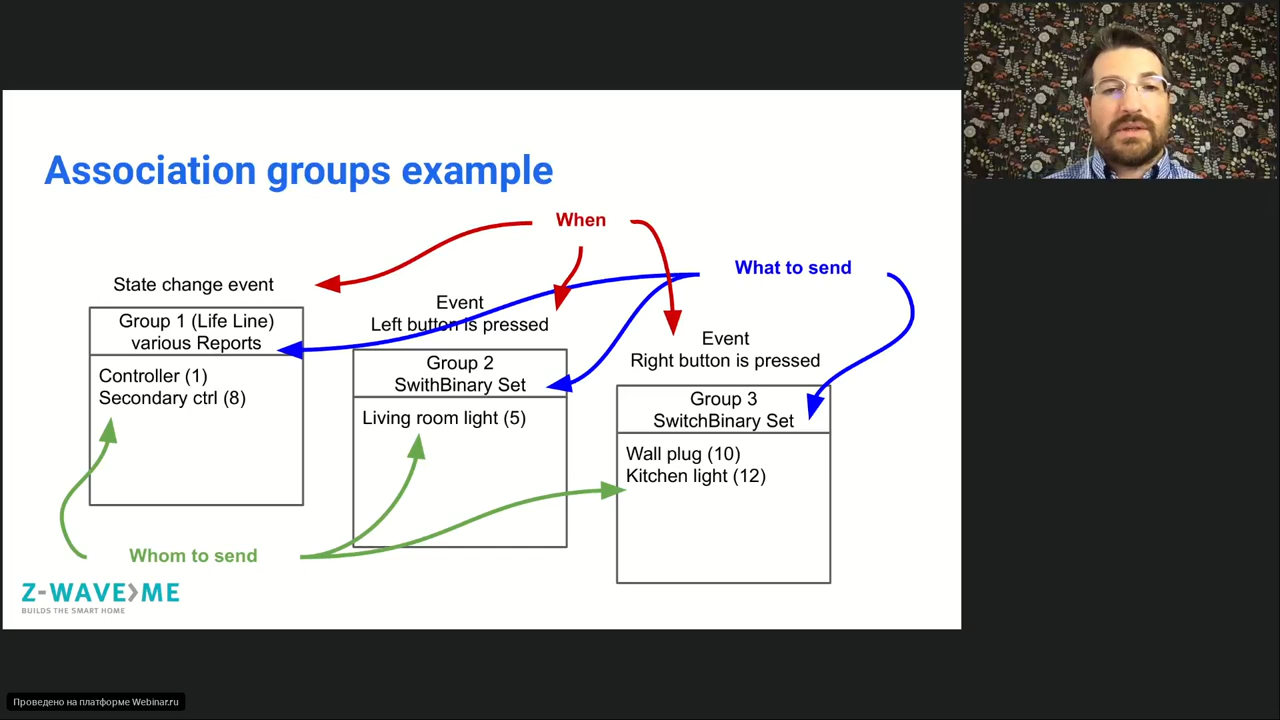 Association groups example
When
What to send
State change event
Group 1 (Life Line)
various Reports
Controller (1)
Secondary ctrl (8)
Event
Left button is pressed
Group 2
SwithBinary Set
Living room light (5)
Event
Right button is pressed
Group 3
SwitchBinary Set
Wall plug (10)
Kitchen light (12)
Whom to send
Z-WAVE>ME
BUILDS THE SMART HOME
Проведено на платформе Webinar.ru